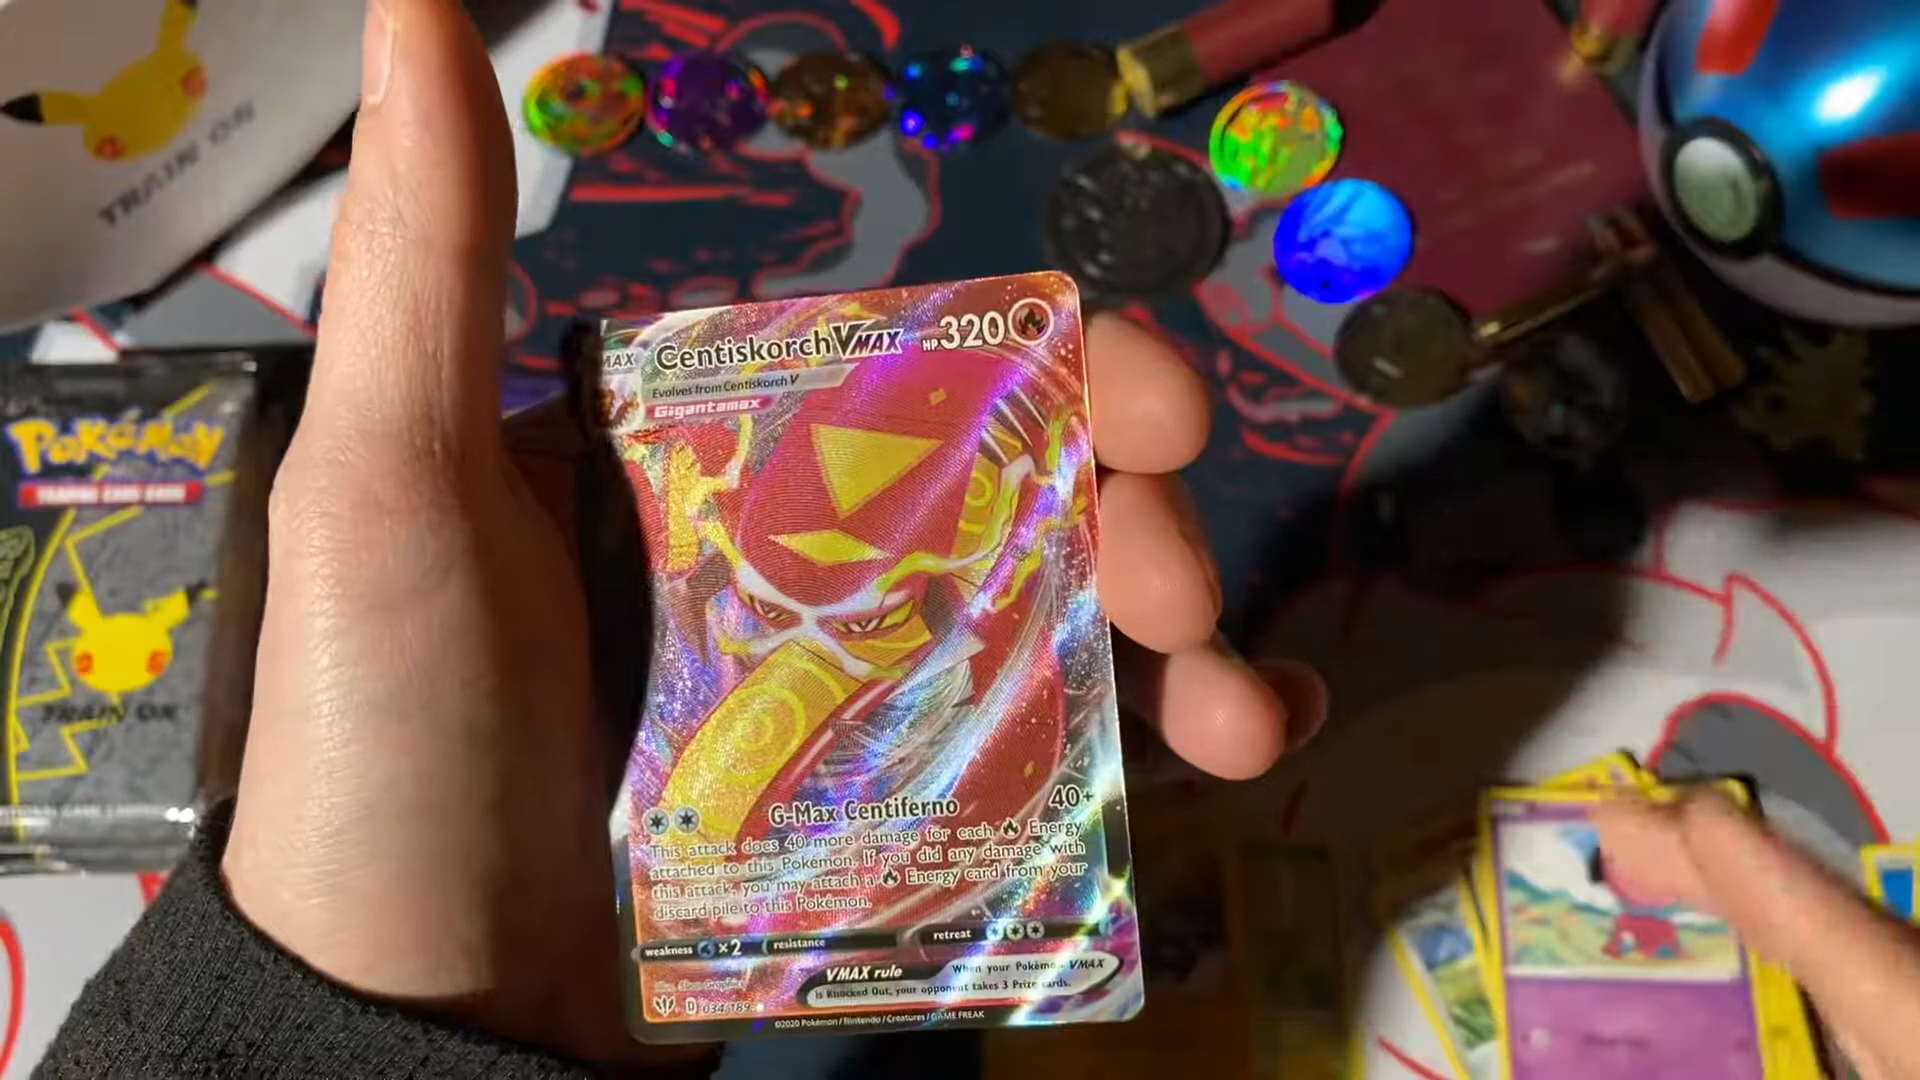 TRAIN ON
MAX
Centiskorch VMAX HP 320
Evolves from Centiskorch V
Gigantamax
POKéMON
TRADING CARD GAME
TRAIN ON
G-Max Centiferno 40+
This attack does 40 more damage for each Energy
attached to this Pokémon. If you did any damage with
this attack, you may attach a Energy card from your
discard pile to this Pokémon.
weakness ×2 resistance retreat
VMAX rule When your Pokémon VMAX
is Knocked Out, your opponent takes 3 Prize cards.
D 034/189
©2020 Pokémon / Nintendo / Creatures / GAME FREAK